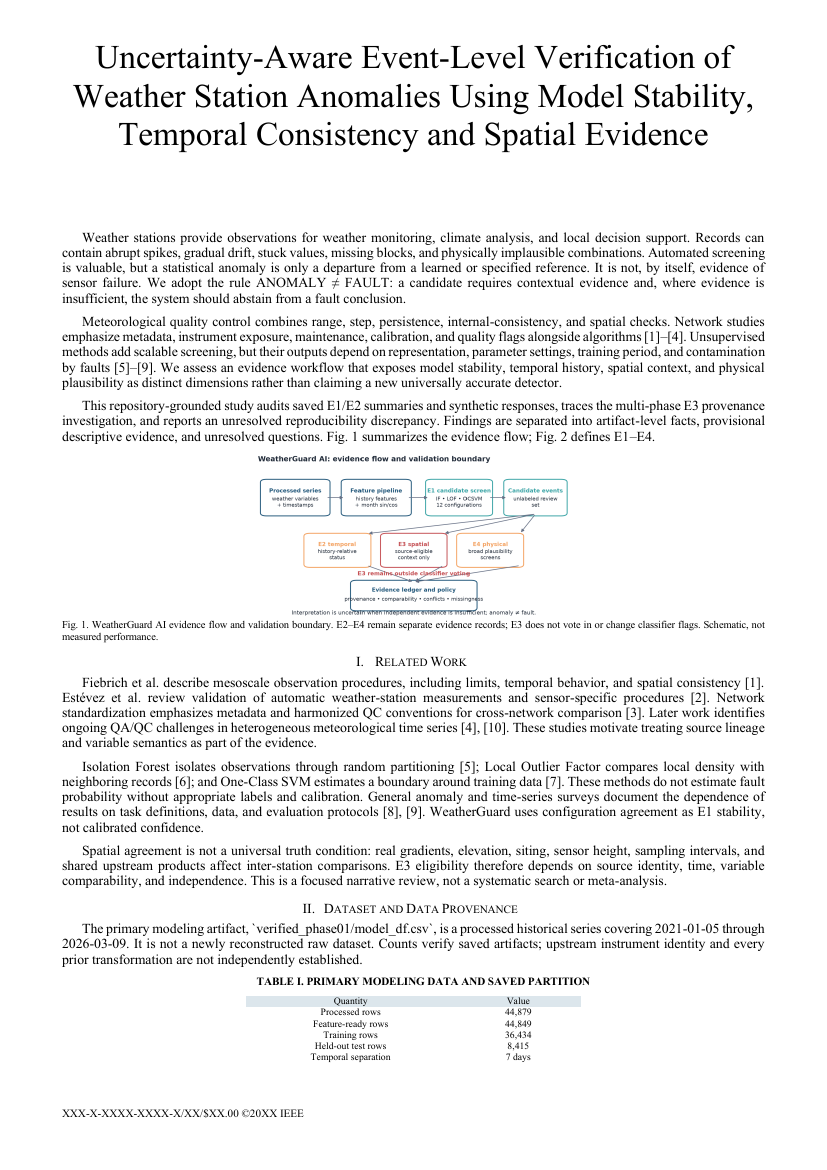 Uncertainty-Aware Event-Level Verification of
Weather Station Anomalies Using Model Stability,
Temporal Consistency and Spatial Evidence
Weather stations provide observations for weather monitoring, climate analysis, and local decision support. Records can
contain abrupt spikes, gradual drift, stuck values, missing blocks, and physically implausible combinations. Automated screening
is valuable, but a statistical anomaly is only a departure from a learned or specified reference. It is not, by itself, evidence of
sensor failure. We adopt the rule ANOMALY ≠ FAULT: a candidate requires contextual evidence and, where evidence is
insufficient, the system should abstain from a fault conclusion.
Meteorological quality control combines range, step, persistence, internal-consistency, and spatial checks. Network studies
emphasize metadata, instrument exposure, maintenance, calibration, and quality flags alongside algorithms [1]–[4]. Unsupervised
methods add scalable screening, but their outputs depend on representation, parameter settings, training period, and contamination
by faults [5]–[9]. We assess an evidence workflow that exposes model stability, temporal history, spatial context, and physical
plausibility as distinct dimensions rather than claiming a new universally accurate detector.
This repository-grounded study audits saved E1/E2 summaries and synthetic responses, traces the multi-phase E3 provenance
investigation, and reports an unresolved reproducibility discrepancy. Findings are separated into artifact-level facts, provisional
descriptive evidence, and unresolved questions. Fig. 1 summarizes the evidence flow; Fig. 2 defines E1–E4.
WeatherGuard AI: evidence flow and validation boundary
Processed series
weather variables
+ timestamps
Feature pipeline
history features
+ month sin/cos
E1 candidate screen
IF • LOF • OCSVM
12 configurations
Candidate events
unlabeled review
set
E2 temporal
history-relative
status
E3 spatial
source-eligible
context only
E4 physical
broad plausibility
screens
E3 remains outside classifier voting
Evidence ledger and policy
provenance • comparability • conflicts • missingness
Interpretation is uncertain when independent evidence is insufficient; anomaly ≠ fault.
Fig. 1. WeatherGuard AI evidence flow and validation boundary. E2–E4 remain separate evidence records; E3 does not vote in or change classifier flags. Schematic, not
measured performance.
I. RELATED WORK
Fiebrich et al. describe mesoscale observation procedures, including limits, temporal behavior, and spatial consistency [1].
Estévez et al. review validation of automatic weather-station measurements and sensor-specific procedures [2]. Network
standardization emphasizes metadata and harmonized QC conventions for cross-network comparison [3]. Later work identifies
ongoing QA/QC challenges in heterogeneous meteorological time series [4], [10]. These studies motivate treating source lineage
and variable semantics as part of the evidence.
Isolation Forest isolates observations through random partitioning [5]; Local Outlier Factor compares local density with
neighboring records [6]; and One-Class SVM estimates a boundary around training data [7]. These methods do not estimate fault
probability without appropriate labels and calibration. General anomaly and time-series surveys document the dependence of
results on task definitions, data, and evaluation protocols [8], [9]. WeatherGuard uses configuration agreement as E1 stability,
not calibrated confidence.
Spatial agreement is not a universal truth condition: real gradients, elevation, siting, sensor height, sampling intervals, and
shared upstream products affect inter-station comparisons. E3 eligibility therefore depends on source identity, time, variable
comparability, and independence. This is a focused narrative review, not a systematic search or meta-analysis.
II. DATASET AND DATA PROVENANCE
The primary modeling artifact, `verified_phase01/model_df.csv`, is a processed historical series covering 2021-01-05 through
2026-03-09. It is not a newly reconstructed raw dataset. Counts verify saved artifacts; upstream instrument identity and every
prior transformation are not independently established.
TABLE I. PRIMARY MODELING DATA AND SAVED PARTITION
Quantity Value
Processed rows 44,879
Feature-ready rows 44,849
Training rows 36,434
Held-out test rows 8,415
Temporal separation 7 days
XXX-X-XXXX-XXXX-X/XX/$XX.00 ©20XX IEEE